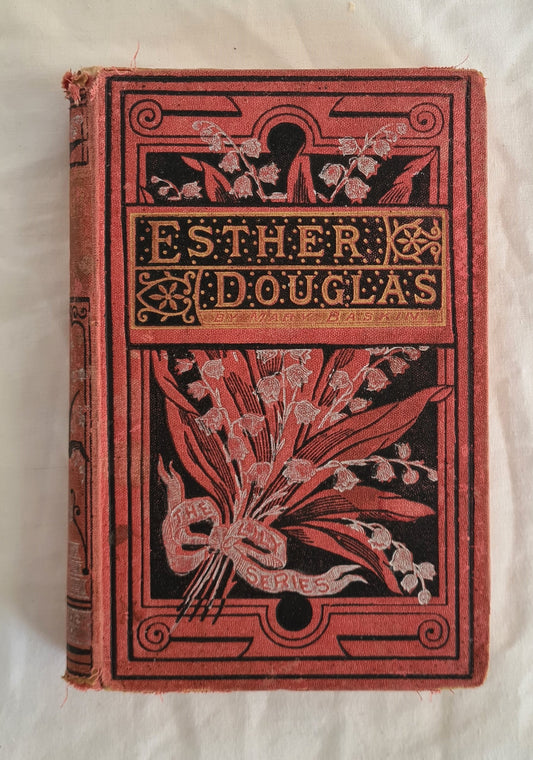 ESTHER
DOUGLAS
BY MARY E. BASKIN
THE
LILY
SERIES